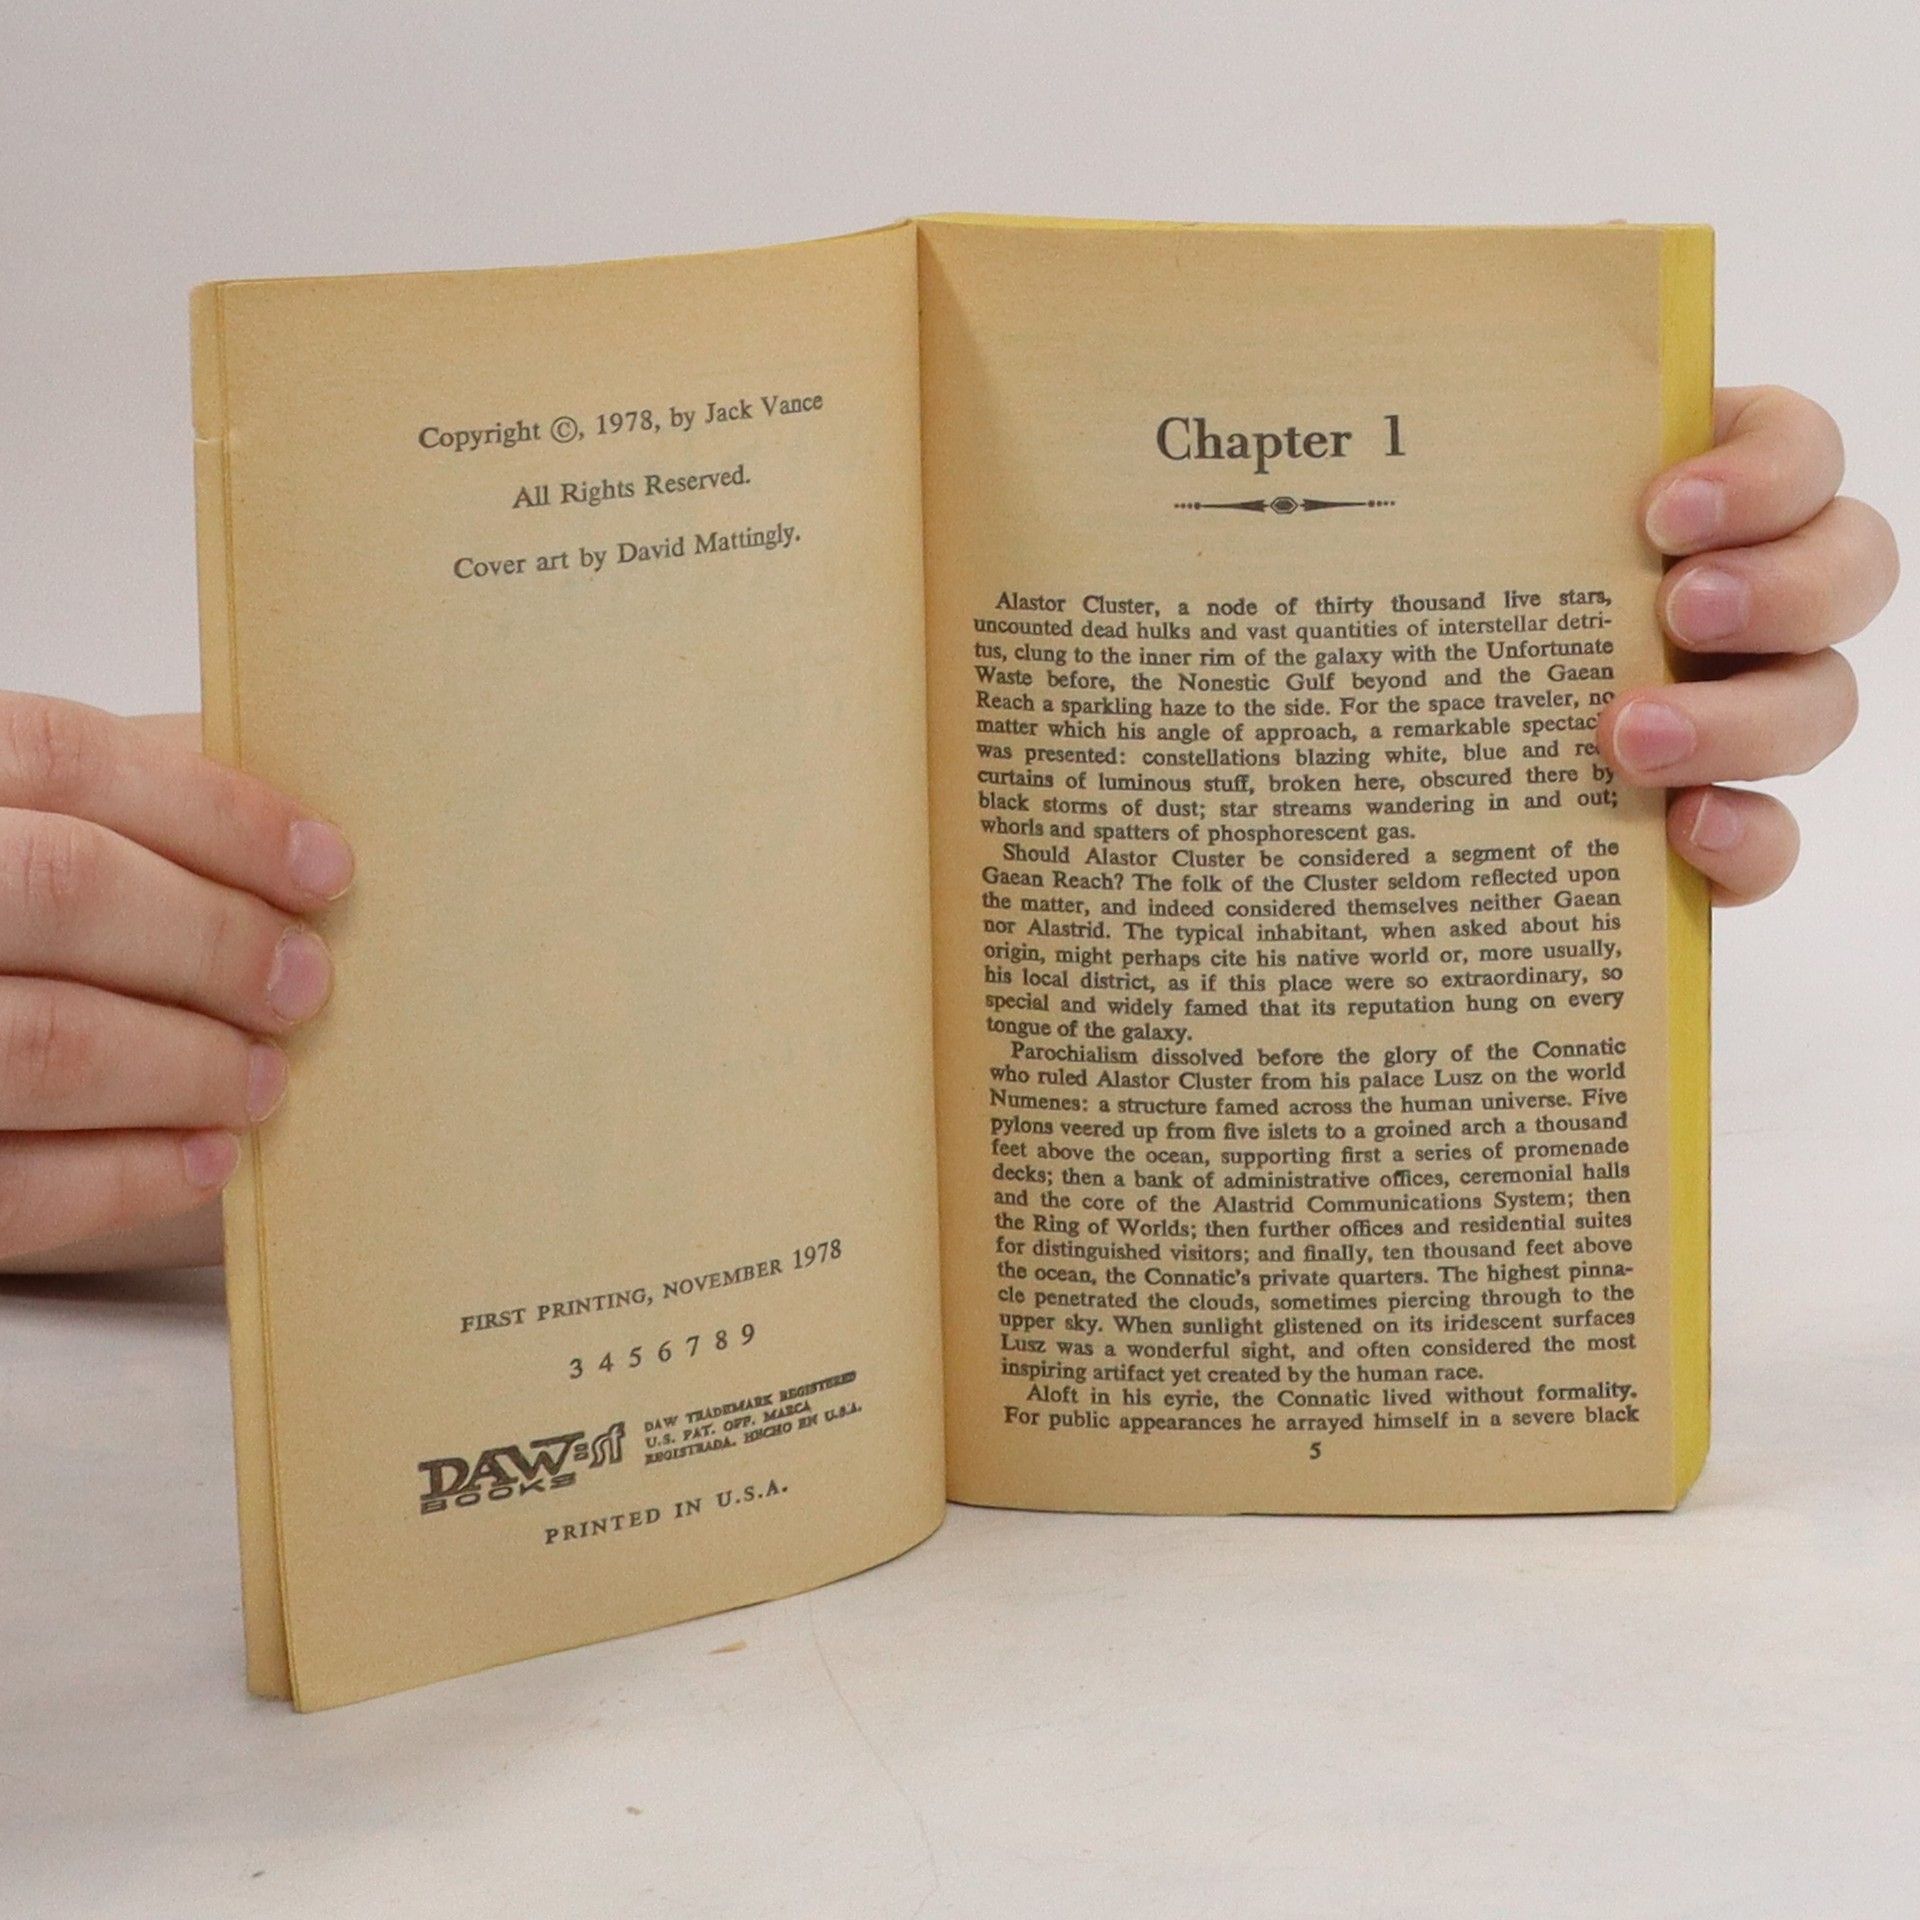 Copyright ©, 1978, by Jack Vance
All Rights Reserved.
Cover art by David Mattingly.
FIRST PRINTING, NOVEMBER 1978
3 4 5 6 7 8 9
DAW=sf
BOOKS
DAW TRADEMARK REGISTERED
U.S. PAT. OFF. MARCA
REGISTRADA. HECHO EN U.S.A.
PRINTED IN U.S.A.
Chapter 1
Alastor Cluster, a node of thirty thousand live stars,
uncounted dead hulks and vast quantities of interstellar detri-
tus, clung to the inner rim of the galaxy with the Unfortunate
Waste before, the Nonestic Gulf beyond and the Gaean
Reach a sparkling haze to the side. For the space traveler, no
matter which his angle of approach, a remarkable
was presented: constellations blazing white, blue and
curtains of luminous stuff, broken here, obscured there by
black storms of dust; star streams wandering in and out;
whorls and spatters of phosphorescent gas.
Should Alastor Cluster be considered a segment of the
Gaean Reach? The folk of the Cluster seldom reflected upon
the matter, and indeed considered themselves neither Gaean
nor Alastrid. The typical inhabitant, when asked about his
origin, might perhaps cite his native world or, more usually,
his local district, as if this place were so extraordinary, so
special and widely famed that its reputation hung on every
tongue of the galaxy.
Parochialism dissolved before the glory of the Connatic
who ruled Alastor Cluster from his palace Lusz on the world
Numenes: a structure famed across the human universe. Five
pylons veered up from five islets to a groined arch a thousand
feet above the ocean, supporting first a series of promenade
decks; then a bank of administrative offices, ceremonial halls
and the core of the Alastrid Communications System; then
the Ring of Worlds; then further offices and residential suites
for distinguished visitors; and finally, ten thousand feet above
the ocean, the Connatic's private quarters. The highest pinna-
cle penetrated the clouds, sometimes piercing through to the
upper sky. When sunlight glistened on its iridescent surfaces
Lusz was a wonderful sight, and often considered the most
inspiring artifact yet created by the human race.
Aloft in his eyrie, the Connatic lived without formality.
For public appearances he arrayed himself in a severe black
5